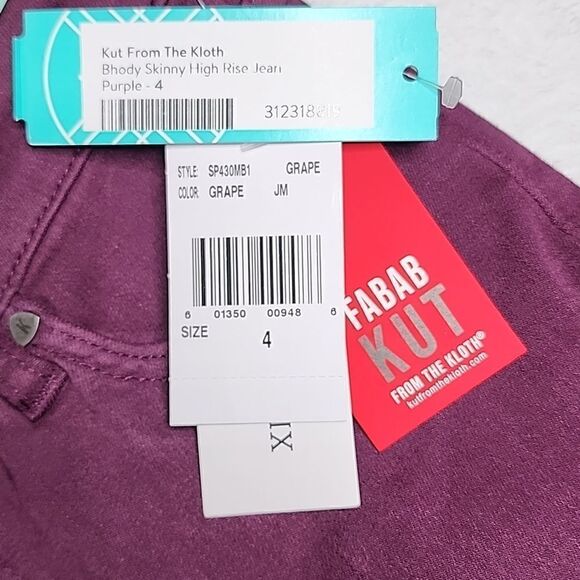 Kut From The Kloth
Bhody Skinny High Rise Jean
Purple - 4
STYLE: SP430MB1 GRAPE
COLOR: GRAPE JM
6 01350 00948 6
SIZE 4
FABAB
KUT
FROM THE KLOTH®
kutfromthekloth.com
K